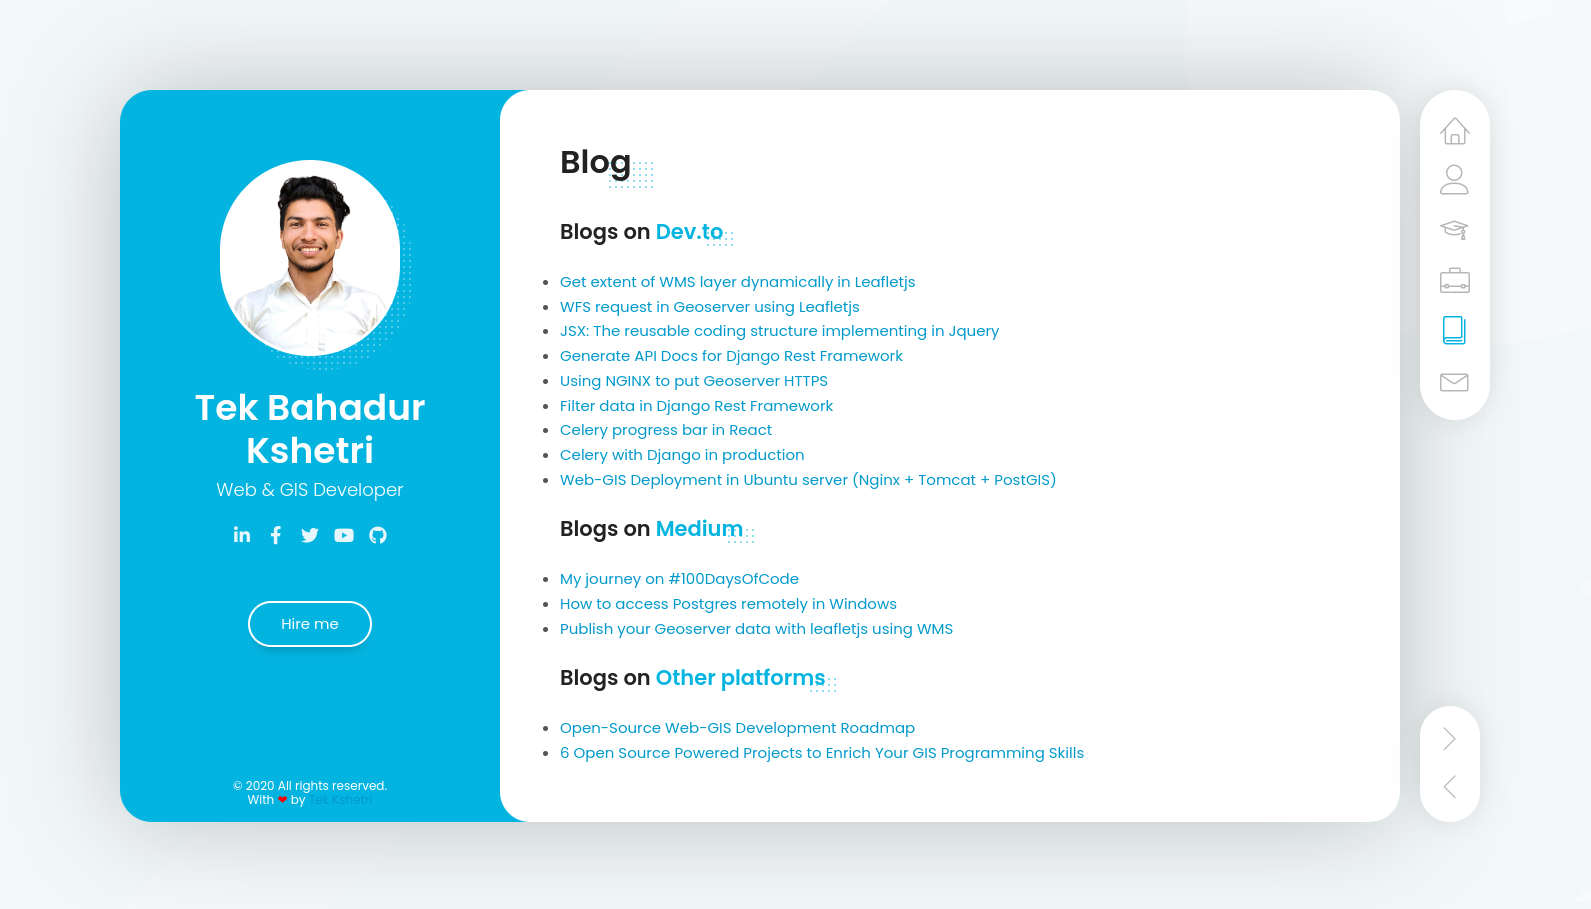 Tek Bahadur
Kshetri
Web & GIS Developer
Hire me
© 2020 All rights reserved.
With ❤ by Tek Kshetri
Blog
Blogs on Dev.to
Get extent of WMS layer dynamically in Leafletjs
WFS request in Geoserver using Leafletjs
JSX: The reusable coding structure implementing in Jquery
Generate API Docs for Django Rest Framework
Using NGINX to put Geoserver HTTPS
Filter data in Django Rest Framework
Celery progress bar in React
Celery with Django in production
Web-GIS Deployment in Ubuntu server (Nginx + Tomcat + PostGIS)
Blogs on Medium
My journey on #100DaysOfCode
How to access Postgres remotely in Windows
Publish your Geoserver data with leafletjs using WMS
Blogs on Other platforms
Open-Source Web-GIS Development Roadmap
6 Open Source Powered Projects to Enrich Your GIS Programming Skills